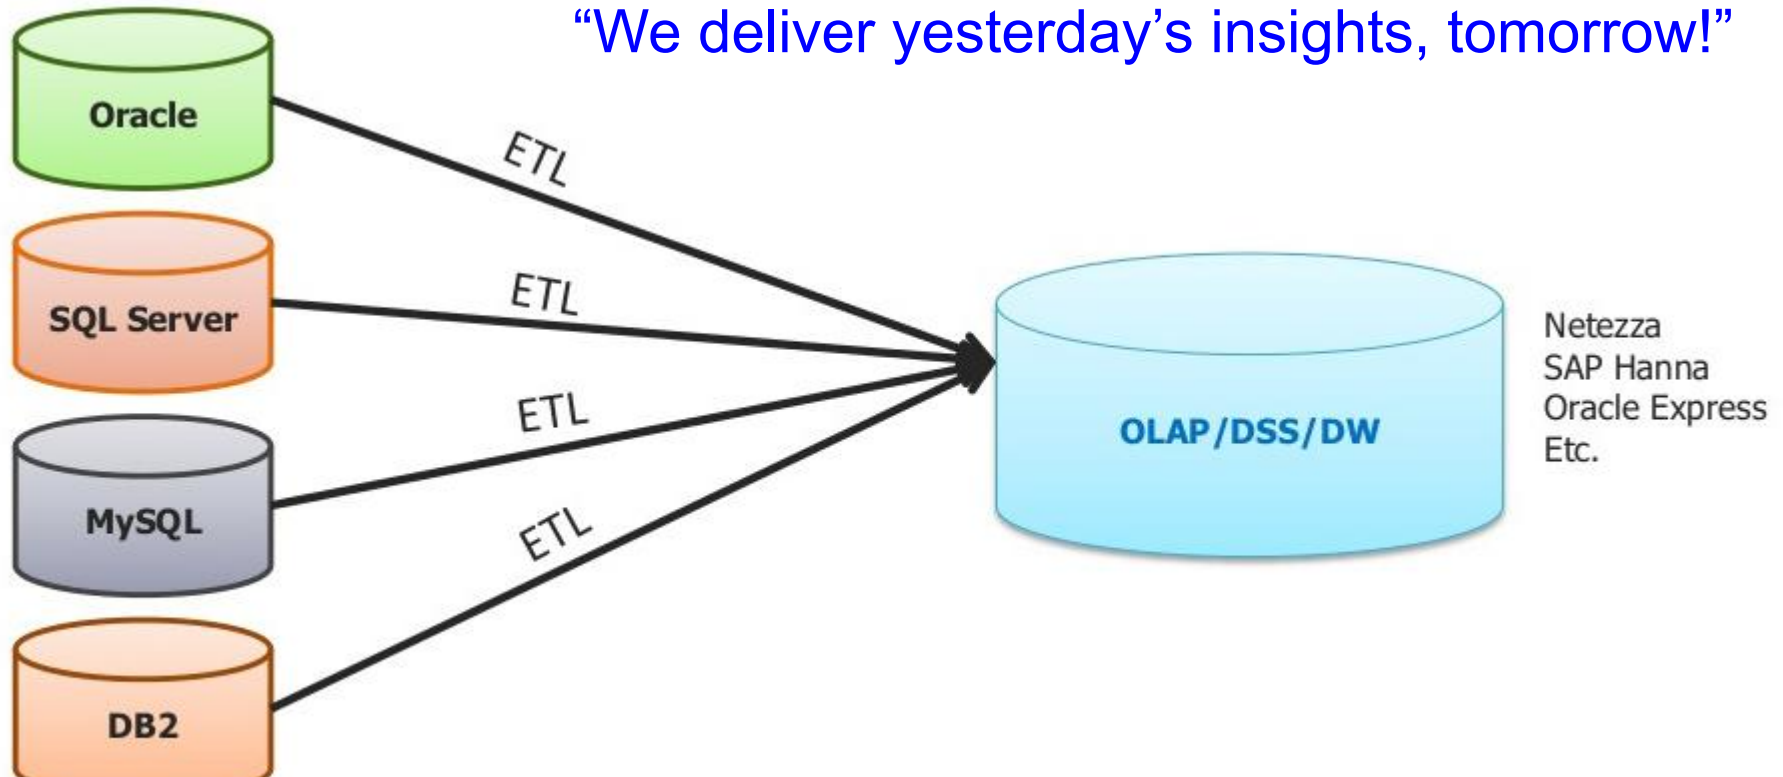 “We deliver yesterday’s insights, tomorrow!”
Oracle
ETL
SQL Server
ETL
MySQL
ETL
DB2
ETL
OLAP/DSS/DW
Netezza
SAP Hanna
Oracle Express
Etc.